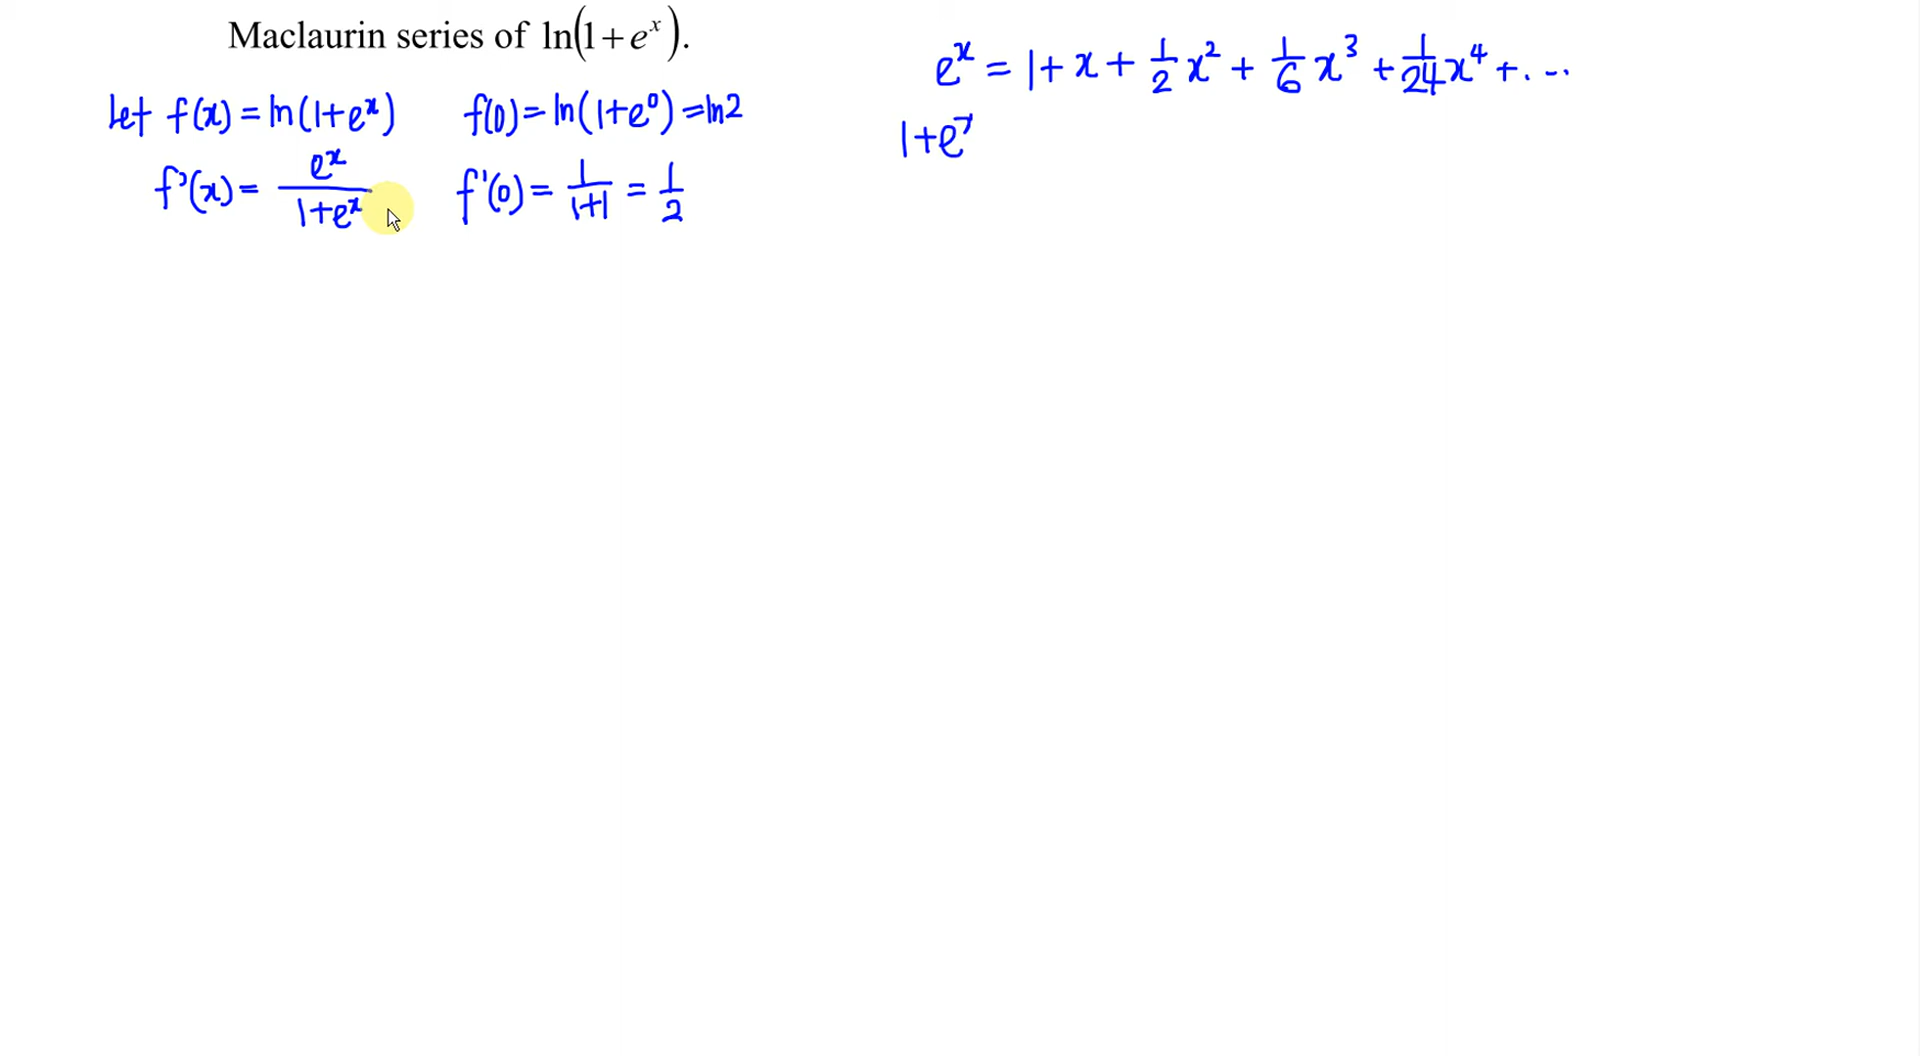 Maclaurin series of ln(1+e^x).
let f(x) = ln(1+e^x) f(0) = ln(1+e^0) = ln2
f'(x) = e^x/(1+e^x) f'(0) = 1/(1+1) = 1/2
e^x = 1 + x + 1/2 x^2 + 1/6 x^3 + 1/24 x^4 + ...
1+e^x